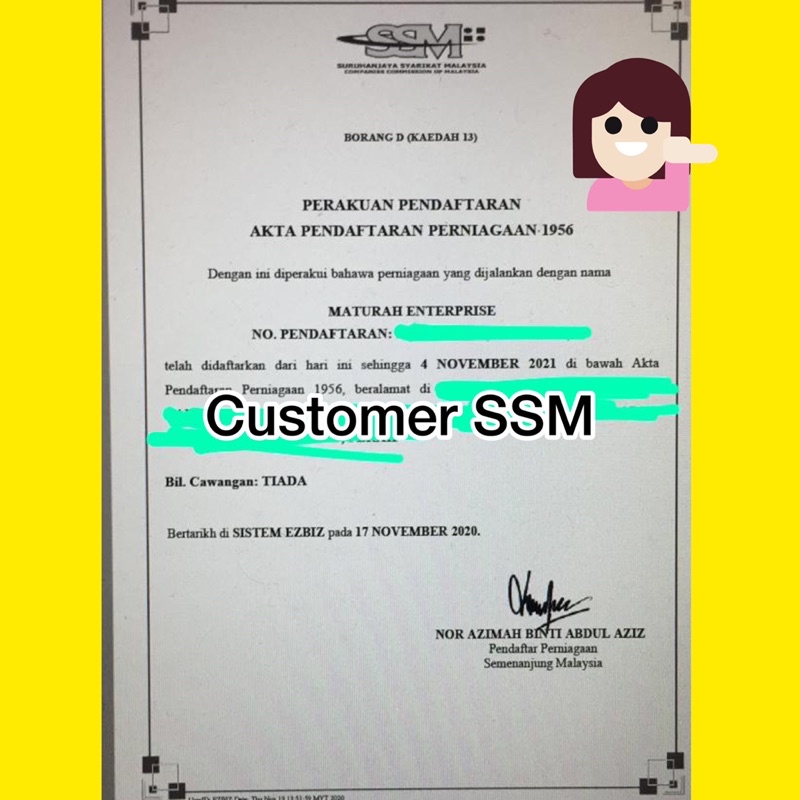 SSM
SURUHANJAYA SYARIKAT MALAYSIA
COMPANIES COMMISSION OF MALAYSIA
BORANG D (KAEDAH 13)
PERAKUAN PENDAFTARAN
AKTA PENDAFTARAN PERNIAGAAN 1956
Dengan ini diperakui bahawa perniagaan yang dijalankan dengan nama
MATURAH ENTERPRISE
NO. PENDAFTARAN:
telah didaftarkan dari hari ini sehingga 4 NOVEMBER 2021 di bawah Akta
Pendaftaran Perniagaan 1956, beralamat di
Customer SSM
Bil. Cawangan: TIADA
Bertarikh di SISTEM EZBIZ pada 17 NOVEMBER 2020.
NOR AZIMAH BINTI ABDUL AZIZ
Pendaftar Perniagaan
Semenanjung Malaysia